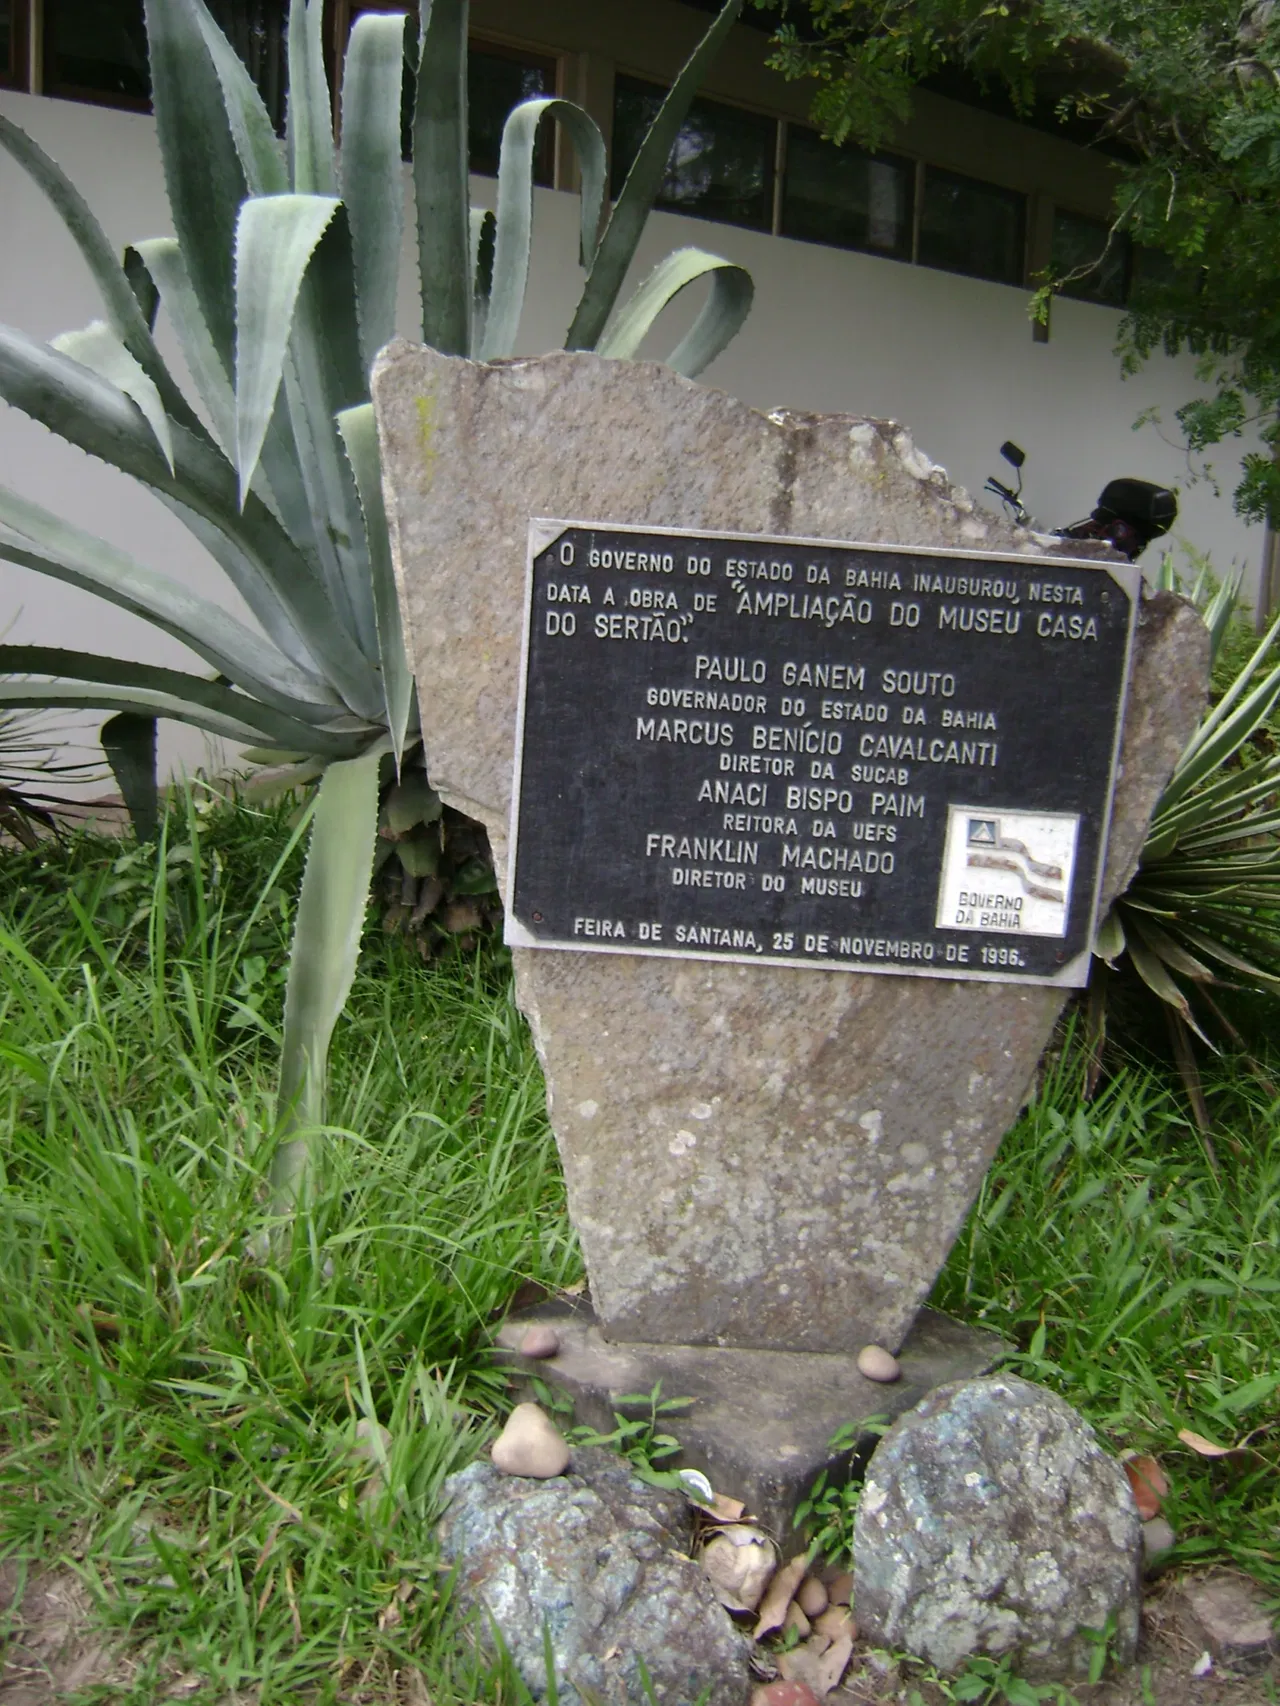 O GOVERNO DO ESTADO DA BAHIA INAUGUROU, NESTA
DATA A OBRA DE "AMPLIAÇÃO DO MUSEU CASA
DO SERTÃO".
PAULO GANEM SOUTO
GOVERNADOR DO ESTADO DA BAHIA
MARCUS BENÍCIO CAVALCANTI
DIRETOR DA SUCAB
ANACI BISPO PAIM
REITORA DA UEFS
FRANKLIN MACHADO
DIRETOR DO MUSEU
GOVERNO
DA BAHIA
FEIRA DE SANTANA, 25 DE NOVEMBRO DE 1996.